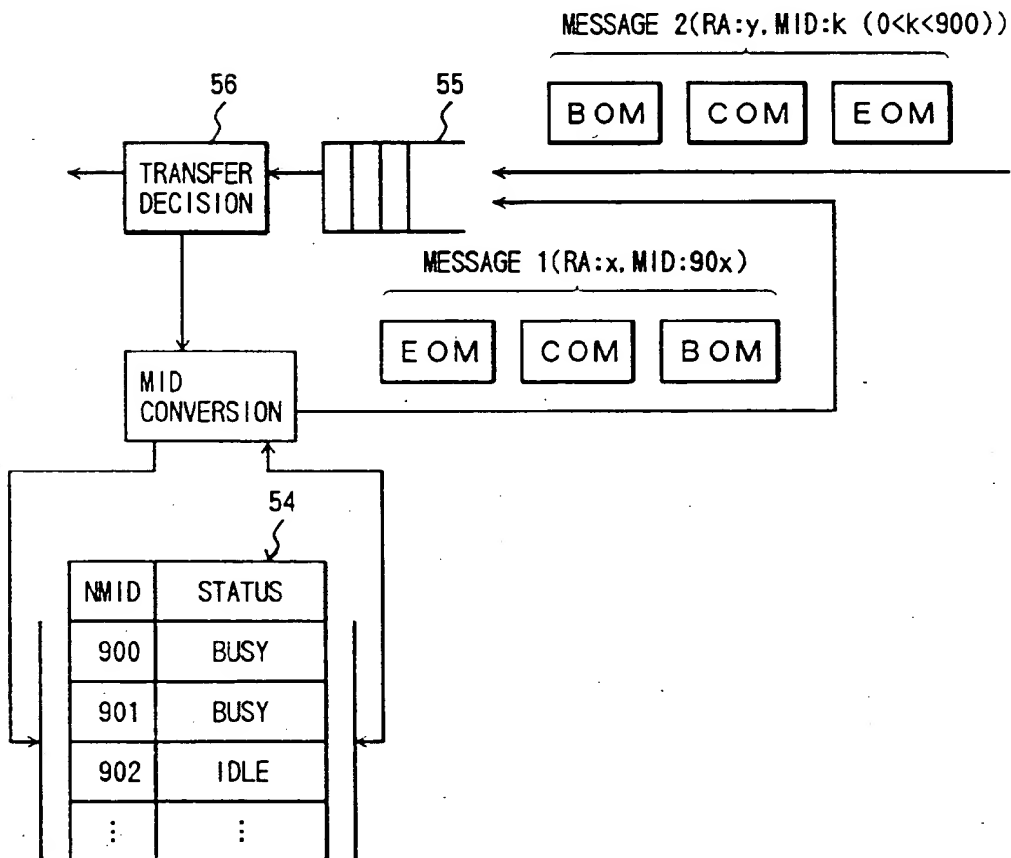 MESSAGE 2(RA:y, MID:k (0<k<900))
56
55
BOM
COM
EOM
TRANSFER
DECISION
MESSAGE 1(RA:x, MID:90x)
EOM
COM
BOM
MID
CONVERSION
54
NMID
STATUS
900
BUSY
901
BUSY
902
IDLE
⋮
⋮